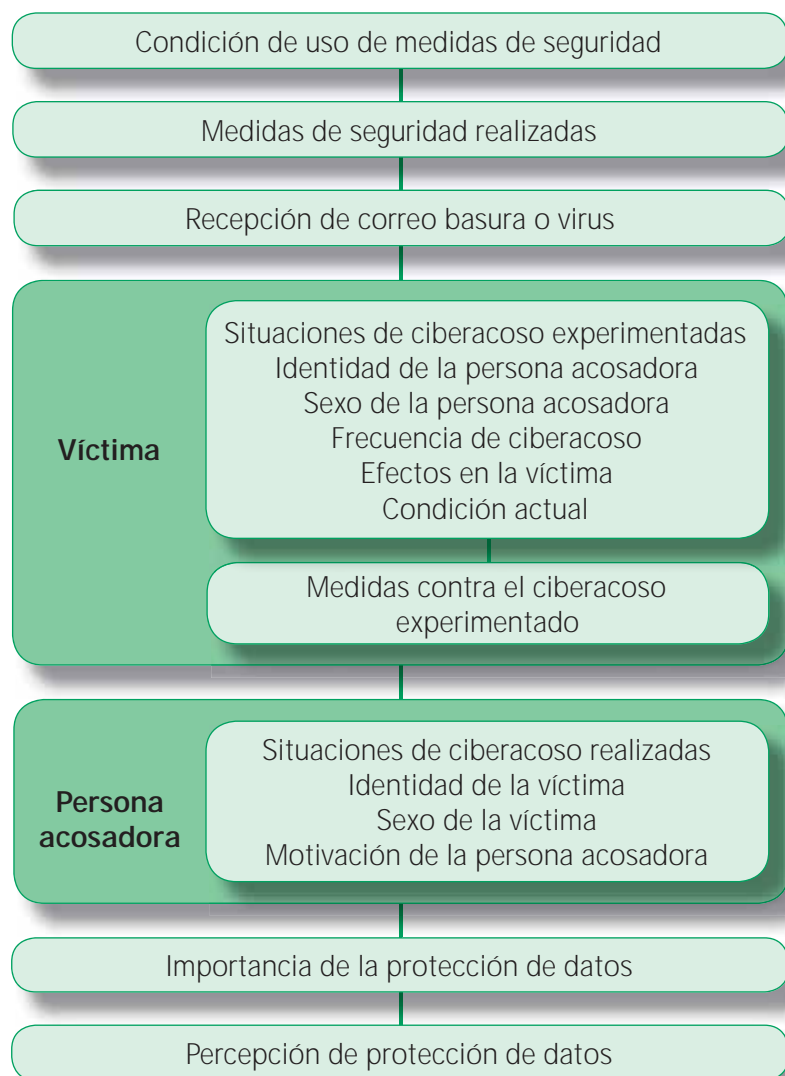 Condición de uso de medidas de seguridad
Medidas de seguridad realizadas
Recepción de correo basura o virus
Víctima
Situaciones de ciberacoso experimentadas
Identidad de la persona acosadora
Sexo de la persona acosadora
Frecuencia de ciberacoso
Efectos en la víctima
Condición actual
Medidas contra el ciberacoso
experimentado
Persona
acosadora
Situaciones de ciberacoso realizadas
Identidad de la víctima
Sexo de la víctima
Motivación de la persona acosadora
Importancia de la protección de datos
Percepción de protección de datos